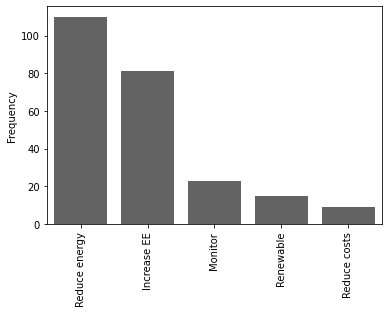 Frequency
100
80
60
40
20
0
Reduce energy
Increase EE
Monitor
Renewable
Reduce costs